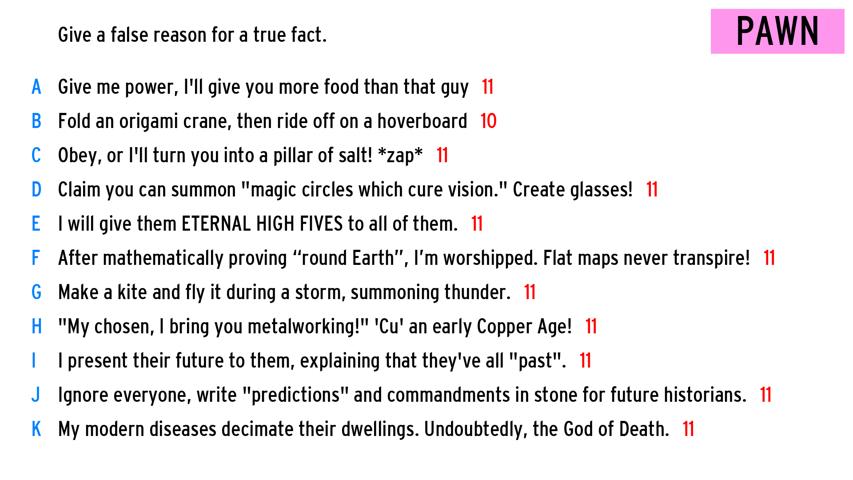 Give a false reason for a true fact.
PAWN
A Give me power, I'll give you more food than that guy 11
B Fold an origami crane, then ride off on a hoverboard 10
C Obey, or I'll turn you into a pillar of salt! *zap* 11
D Claim you can summon "magic circles which cure vision." Create glasses! 11
E I will give them ETERNAL HIGH FIVES to all of them. 11
F After mathematically proving “round Earth”, I’m worshipped. Flat maps never transpire! 11
G Make a kite and fly it during a storm, summoning thunder. 11
H "My chosen, I bring you metalworking!" 'Cu' an early Copper Age! 11
I I present their future to them, explaining that they've all "past". 11
J Ignore everyone, write "predictions" and commandments in stone for future historians. 11
K My modern diseases decimate their dwellings. Undoubtedly, the God of Death. 11